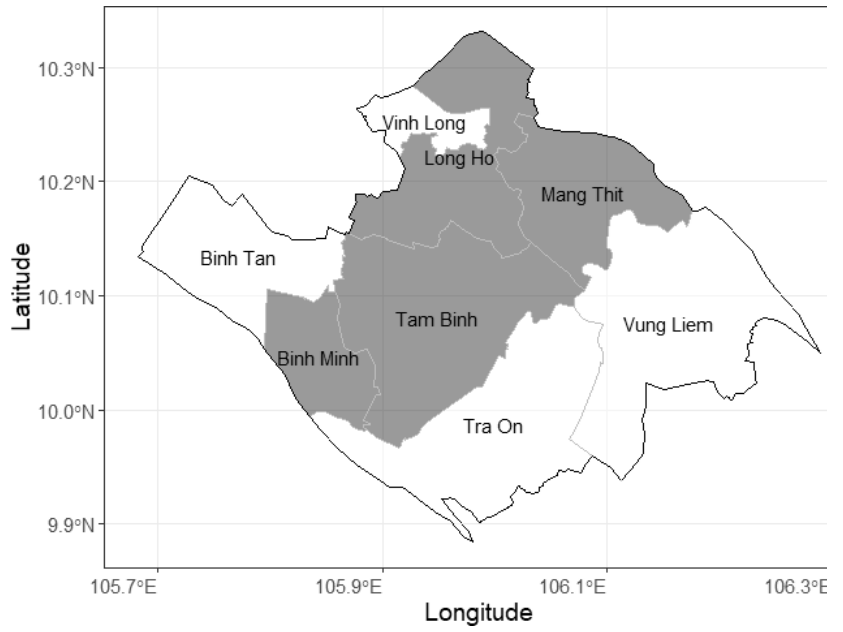 10.3°N
10.2°N
10.1°N
10.0°N
9.9°N
Latitude
Vinh Long
Long Ho
Mang Thit
Binh Tan
Tam Binh
Vung Liem
Binh Minh
Tra On
105.7°E
105.9°E
106.1°E
106.3°E
Longitude